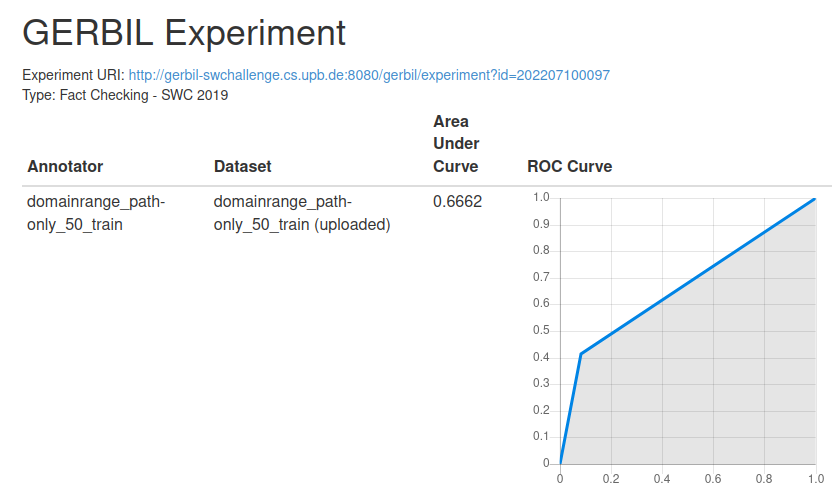 GERBIL Experiment
Experiment URI: http://gerbil-swchallenge.cs.upb.de:8080/gerbil/experiment?id=202207100097
Type: Fact Checking - SWC 2019
Annotator
Dataset
Area
Under
Curve
ROC Curve
domainrange_path-
only_50_train
domainrange_path-
only_50_train (uploaded)
0.6662
1.0
0.9
0.8
0.7
0.6
0.5
0.4
0.3
0.2
0.1
0
0 0.2 0.4 0.6 0.8 1.0